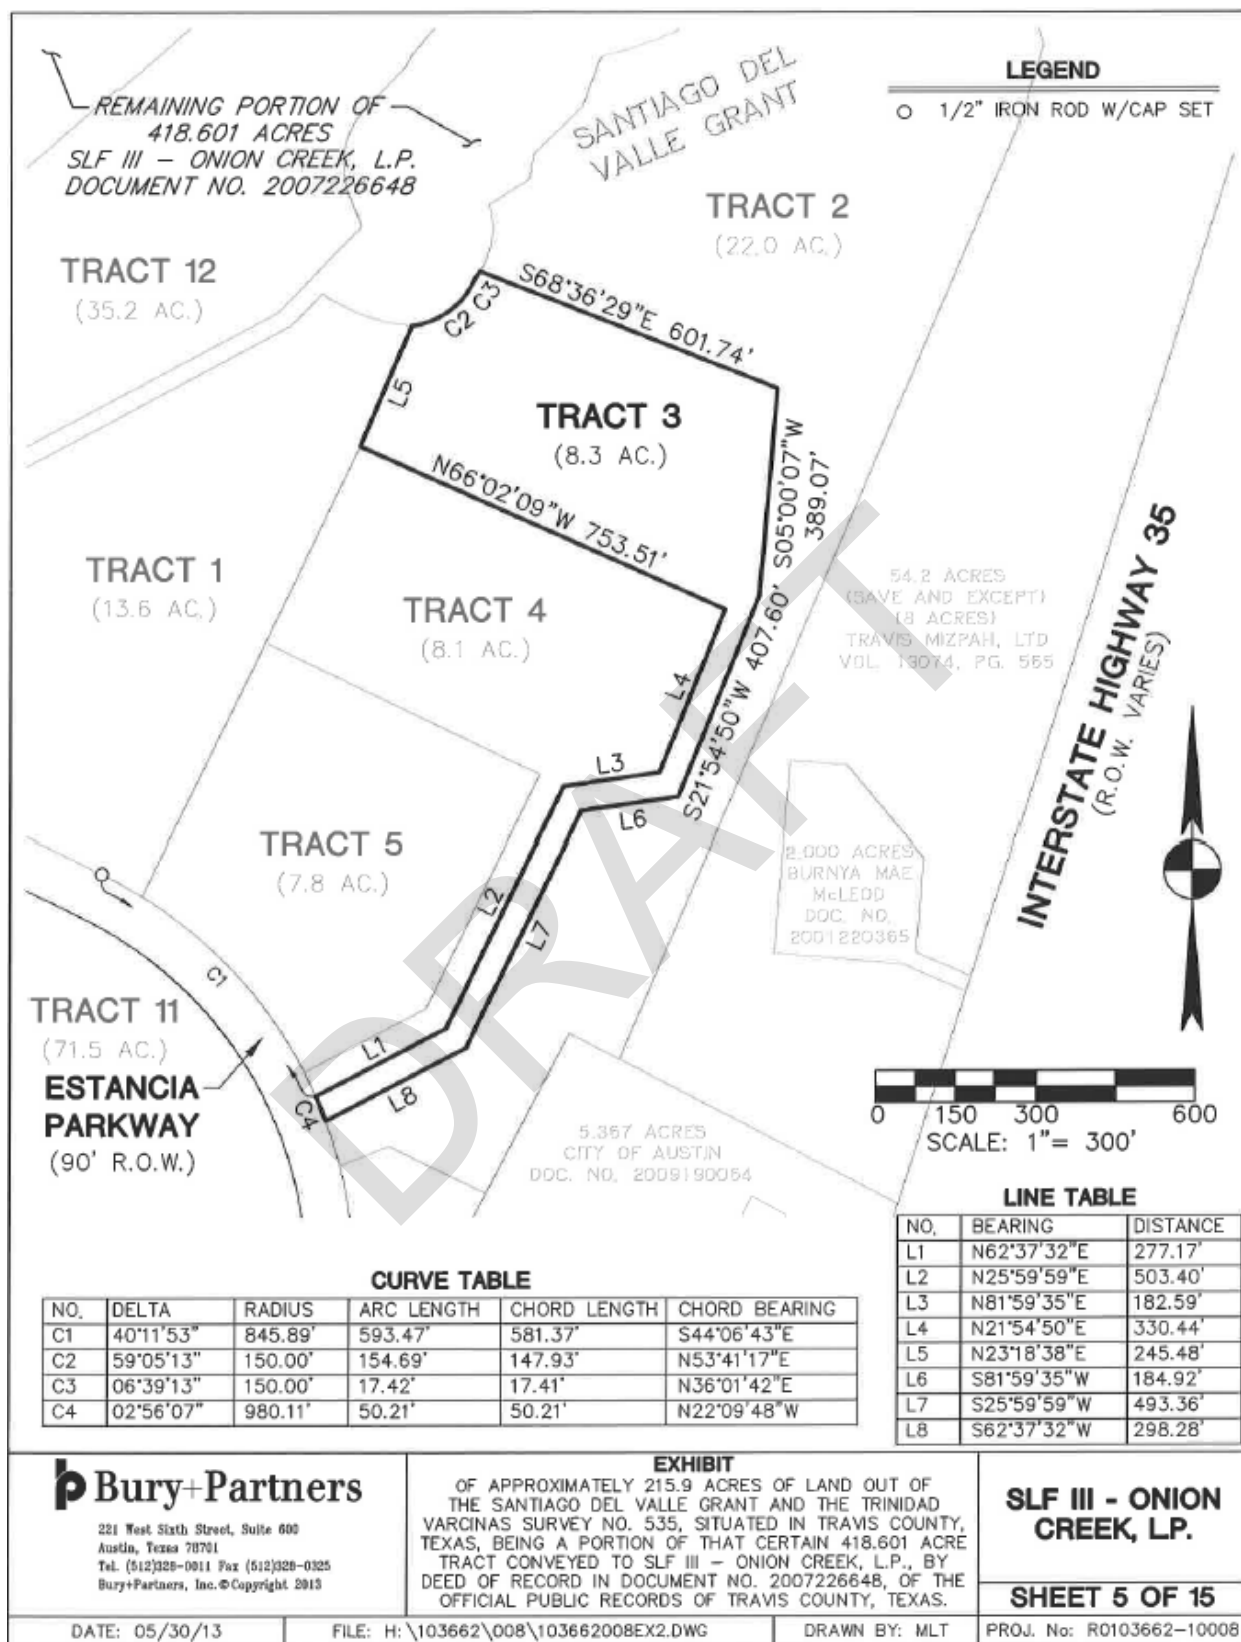 LEGEND
1/2" IRON ROD W/CAP SET
REMAINING PORTION OF
418.601 ACRES
SLF III – ONION CREEK, L.P.
DOCUMENT NO. 2007226648
SANTIAGO DEL
VALLE GRANT
TRACT 2
(22.0 AC.)
TRACT 12
(35.2 AC.)
S68°36'29"E 601.74'
C2 C3
L5
TRACT 3
(8.3 AC.)
N66°02'09"W 753.51'
S05°00'07"W
389.07'
TRACT 1
(13.6 AC.)
TRACT 4
(8.1 AC.)
54.2 ACRES
(SAVE AND EXCEPT)
(8 ACRES)
TRAVIS MIZPAH, LTD
VOL. 13074, PG. 565
INTERSTATE HIGHWAY 35
(R.O.W. VARIES)
L4
S21°54'50"W 407.60'
L3
L6
TRACT 5
(7.8 AC.)
2.000 ACRES
BURNYA MAE
McLEOD
DOC. NO.
2001220365
L2
L7
C1
TRACT 11
(71.5 AC.)
L1
L8
C4
ESTANCIA
PARKWAY
(90' R.O.W.)
5.367 ACRES
CITY OF AUSTIN
DOC. NO. 2009190064
DRAFT
0 150 300 600
SCALE: 1"= 300'
LINE TABLE
NO. BEARING DISTANCE
L1 N62°37'32"E 277.17'
L2 N25°59'59"E 503.40'
L3 N81°59'35"E 182.59'
L4 N21°54'50"E 330.44'
L5 N23°18'38"E 245.48'
L6 S81°59'35"W 184.92'
L7 S25°59'59"W 493.36'
L8 S62°37'32"W 298.28'
CURVE TABLE
NO. DELTA RADIUS ARC LENGTH CHORD LENGTH CHORD BEARING
C1 40°11'53" 845.89' 593.47' 581.37' S44°06'43"E
C2 59°05'13" 150.00' 154.69' 147.93' N53°41'17"E
C3 06°39'13" 150.00' 17.42' 17.41' N36°01'42"E
C4 02°56'07" 980.11' 50.21' 50.21' N22°09'48"W
Bury+Partners
221 West Sixth Street, Suite 600
Austin, Texas 78701
Tel. (512)328-0011 Fax (512)328-0325
Bury+Partners, Inc.©Copyright 2013
EXHIBIT
OF APPROXIMATELY 215.9 ACRES OF LAND OUT OF
THE SANTIAGO DEL VALLE GRANT AND THE TRINIDAD
VARCINAS SURVEY NO. 535, SITUATED IN TRAVIS COUNTY,
TEXAS, BEING A PORTION OF THAT CERTAIN 418.601 ACRE
TRACT CONVEYED TO SLF III – ONION CREEK, L.P., BY
DEED OF RECORD IN DOCUMENT NO. 2007226648, OF THE
OFFICIAL PUBLIC RECORDS OF TRAVIS COUNTY, TEXAS.
SLF III - ONION
CREEK, L.P.
SHEET 5 OF 15
DATE: 05/30/13 FILE: H:\103662\008\103662008EX2.DWG DRAWN BY: MLT PROJ. No: R0103662-10008